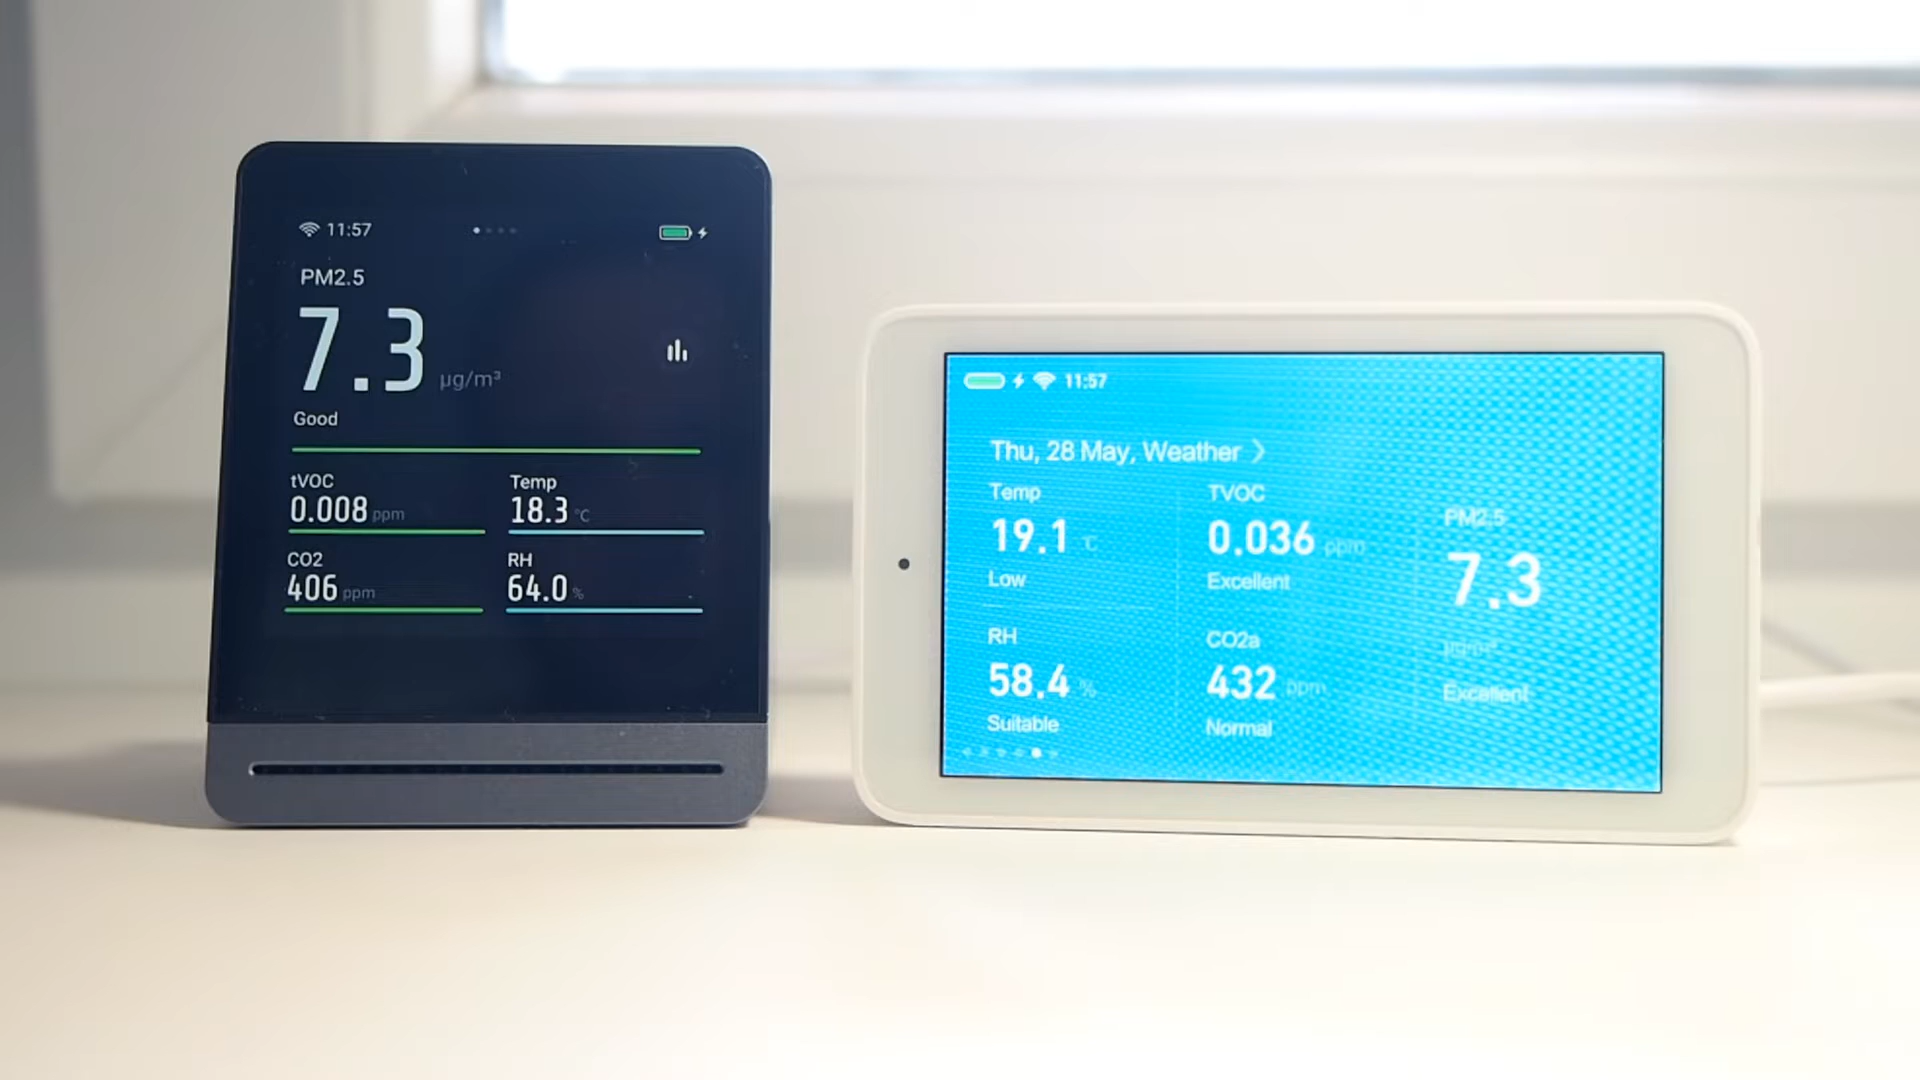 11:57
PM2.5
7.3 µg/m³
Good
tVOC
0.008 ppm
Temp
18.3 °C
CO2
406 ppm
RH
64.0 %
11:57
Thu, 28 May, Weather
Temp
19.1 ℃
Low
RH
58.4 %
Suitable
TVOC
0.036 ppm
Excellent
CO2a
432 ppm
Normal
PM2.5
7.3
µg/m³
Excellent